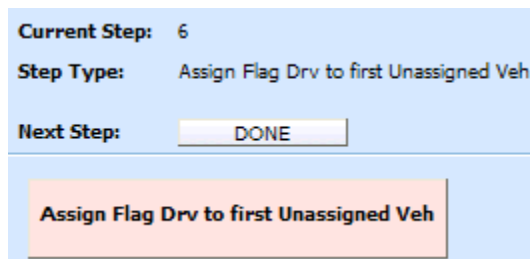 Current Step: 6
Step Type: Assign Flag Drv to first Unassigned Veh
Next Step: DONE
Assign Flag Drv to first Unassigned Veh